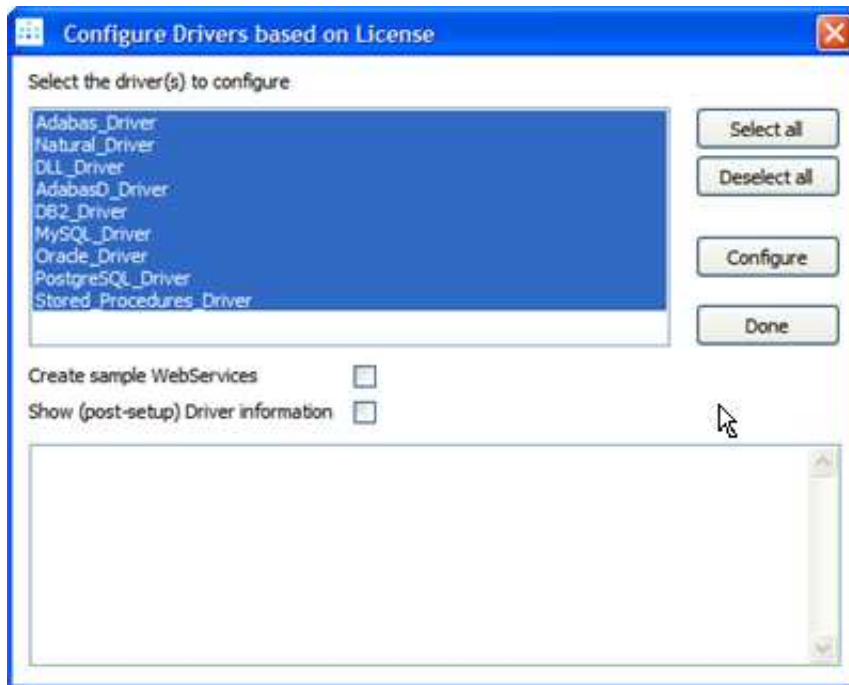 Configure Drivers based on License
Select the driver(s) to configure
Adabas_Driver
Natural_Driver
DLL_Driver
AdabasD_Driver
DB2_Driver
MySQL_Driver
Oracle_Driver
PostgreSQL_Driver
Stored_Procedures_Driver
Select all
Deselect all
Configure
Done
Create sample WebServices
Show (post-setup) Driver information